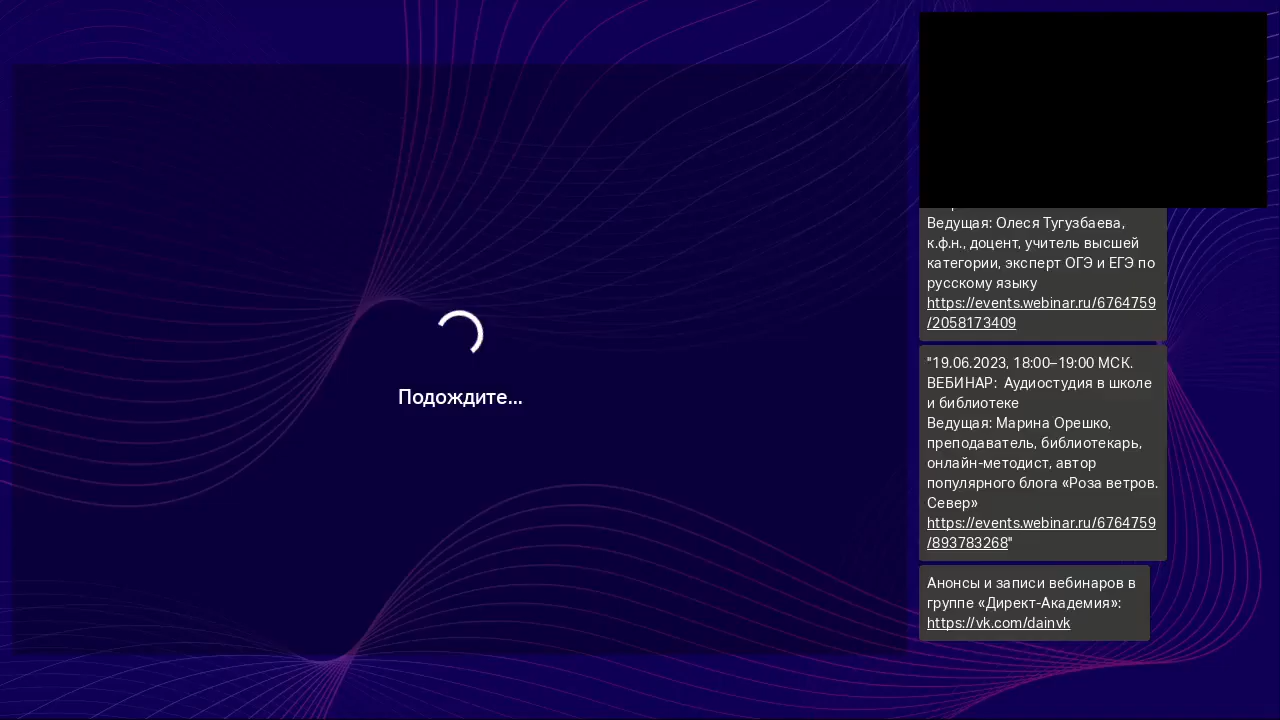 Подождите...
Ведущая: Олеся Тугузбаева,
к.ф.н., доцент, учитель высшей
категории, эксперт ОГЭ и ЕГЭ по
русскому языку
https://events.webinar.ru/6764759
/2058173409
"19.06.2023, 18:00–19:00 МСК.
ВЕБИНАР:  Аудиостудия в школе
и библиотеке
Ведущая: Марина Орешко,
преподаватель, библиотекарь,
онлайн-методист, автор
популярного блога «Роза ветров.
Север»
https://events.webinar.ru/6764759
/893783268"
Анонсы и записи вебинаров в
группе «Директ-Академия»:
https://vk.com/dainvk